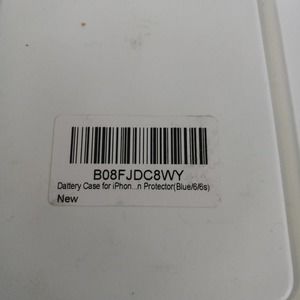 B08FJDC8WY
Dattery Case for iPhon...n Protector(Blue/6/6s)
New